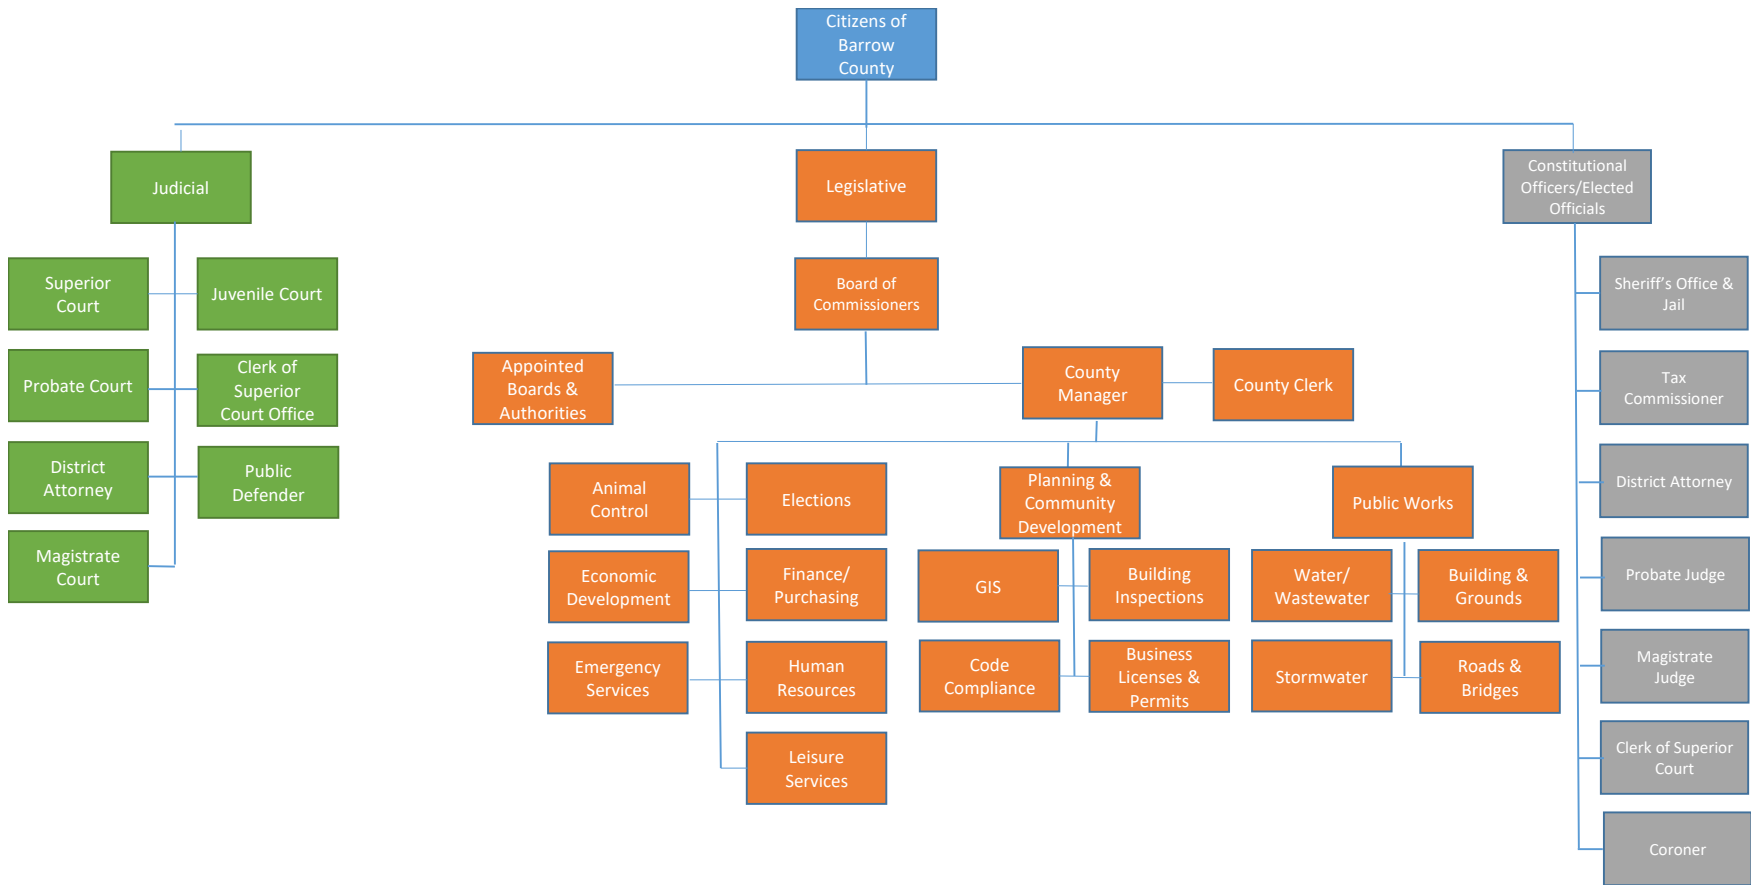 Citizens of
Barrow
County
Judicial
Legislative
Constitutional
Officers/Elected
Officials
Superior
Court
Juvenile Court
Probate Court
Clerk of
Superior
Court Office
District
Attorney
Public
Defender
Magistrate
Court
Board of
Commissioners
Appointed
Boards &
Authorities
County
Manager
County Clerk
Animal
Control
Elections
Economic
Development
Finance/
Purchasing
Emergency
Services
Human
Resources
Leisure
Services
Planning &
Community
Development
GIS
Building
Inspections
Code
Compliance
Business
Licenses &
Permits
Public Works
Water/
Wastewater
Building &
Grounds
Stormwater
Roads &
Bridges
Sheriff’s Office &
Jail
Tax
Commissioner
District Attorney
Probate Judge
Magistrate
Judge
Clerk of Superior
Court
Coroner